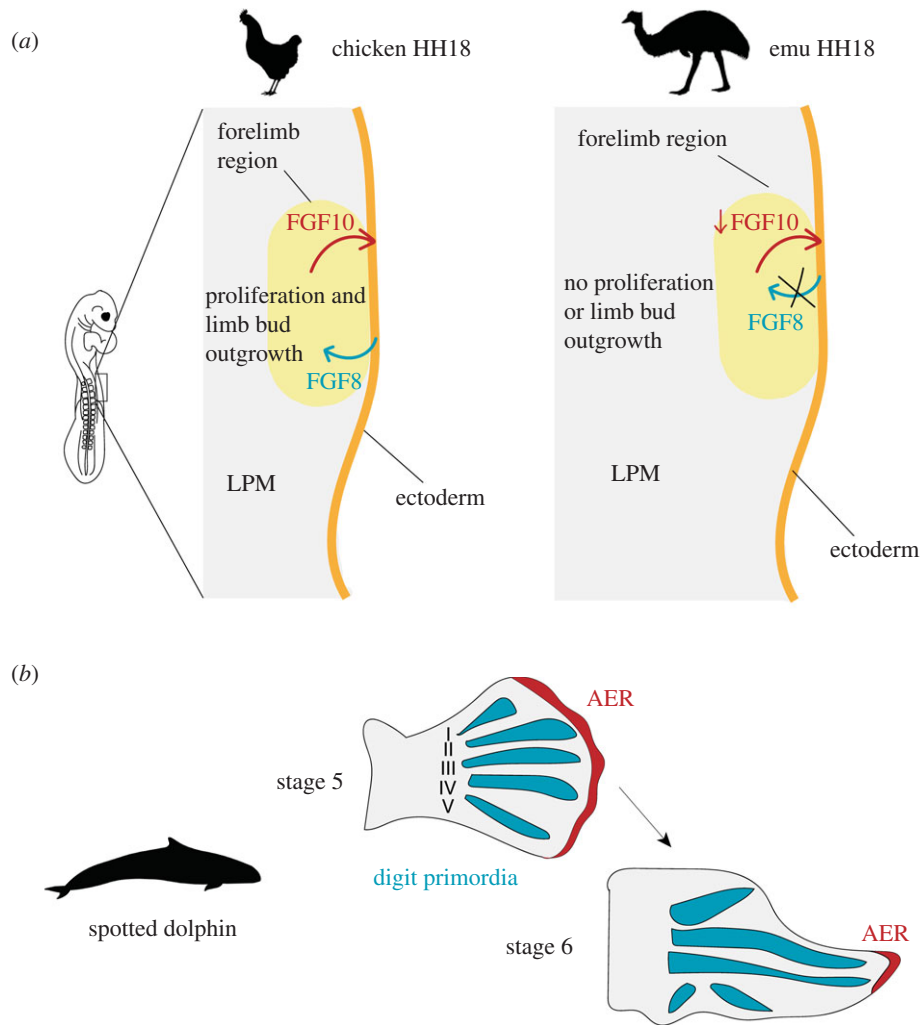 (a)
chicken HH18
emu HH18
forelimb
region
FGF10
proliferation and
limb bud
outgrowth
FGF8
LPM
ectoderm
forelimb region
↓ FGF10
no proliferation
or limb bud
outgrowth
FGF8
LPM
ectoderm
(b)
AER
stage 5
I
II
III
IV
V
digit primordia
spotted dolphin
stage 6
AER